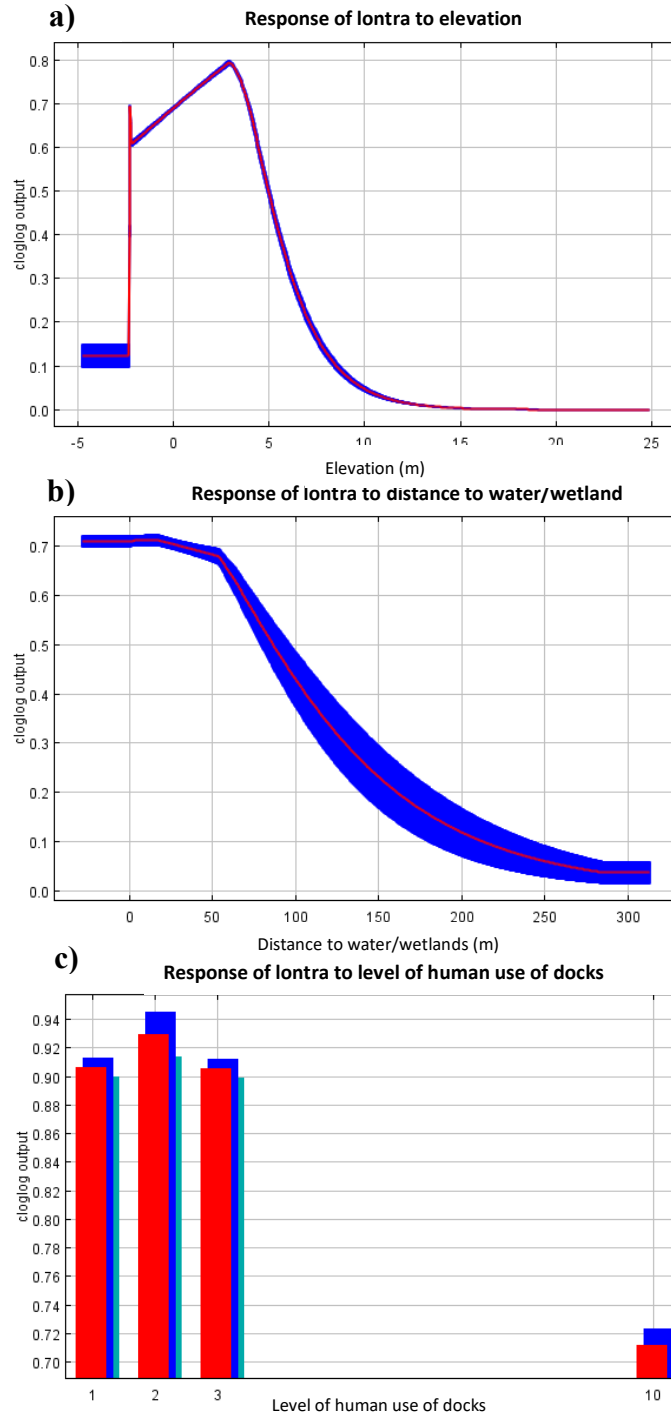 a)
Response of lontra to elevation
0.8
0.7
0.6
0.5
0.4
0.3
0.2
0.1
0.0
cloglog output
-5 0 5 10 15 20 25
Elevation (m)
b)
Response of lontra to distance to water/wetland
0.7
0.6
0.5
0.4
0.3
0.2
0.1
0.0
cloglog output
0 50 100 150 200 250 300
Distance to water/wetlands (m)
c)
Response of lontra to level of human use of docks
0.94
0.92
0.90
0.88
0.86
0.84
0.82
0.80
0.78
0.76
0.74
0.72
0.70
cloglog output
1 2 3 10
Level of human use of docks